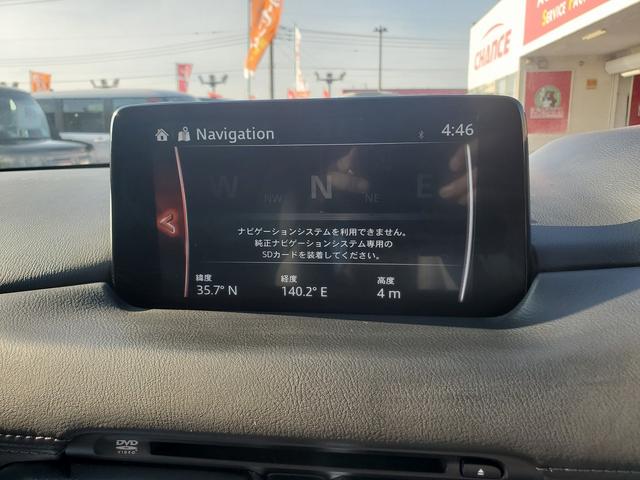 CHANCE
SERVICE
Navigation
4:46
W
NW
N
NE
E
ナビゲーションシステムを利用できません。
純正ナビゲーションシステム専用の
SDカードを装着してください。
緯度
経度
高度
35.7° N
140.2° E
4 m
DVD
VIDEO